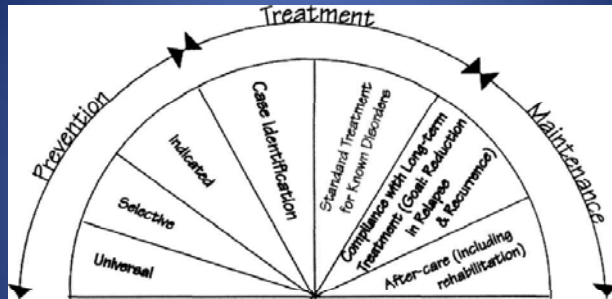 Treatment
Prevention
Maintenance
Universal
Selective
Indicated
Case Identification
Standard Treatment
for Known Disorders
Compliance with Long-term
Treatment (Goal: Reduction
in Relapse
& Recurrence)
After-care (Including
rehabilitation)